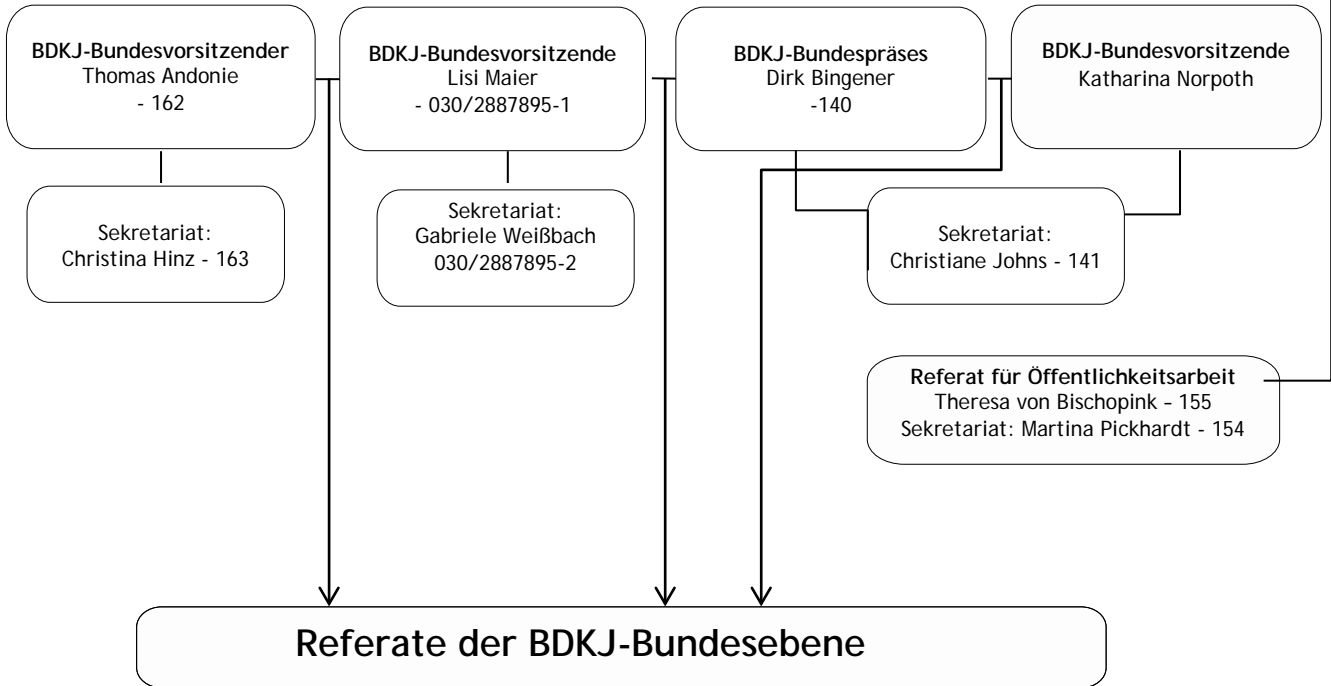 BDKJ-Bundesvorsitzender
Thomas Andonie
- 162
BDKJ-Bundesvorsitzende
Lisi Maier
- 030/2887895-1
BDKJ-Bundespräses
Dirk Bingener
-140
BDKJ-Bundesvorsitzende
Katharina Norpoth
Sekretariat:
Christina Hinz - 163
Sekretariat:
Gabriele Weißbach
030/2887895-2
Sekretariat:
Christiane Johns - 141
Referat für Öffentlichkeitsarbeit
Theresa von Bischopink – 155
Sekretariat: Martina Pickhardt - 154
Referate der BDKJ-Bundesebene